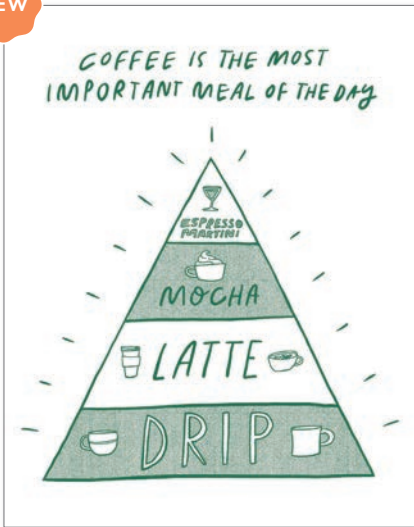 EW
COFFEE IS THE MOST
IMPORTANT MEAL OF THE DAY
ESPRESSO
MARTINI
MOCHA
LATTE
DRIP